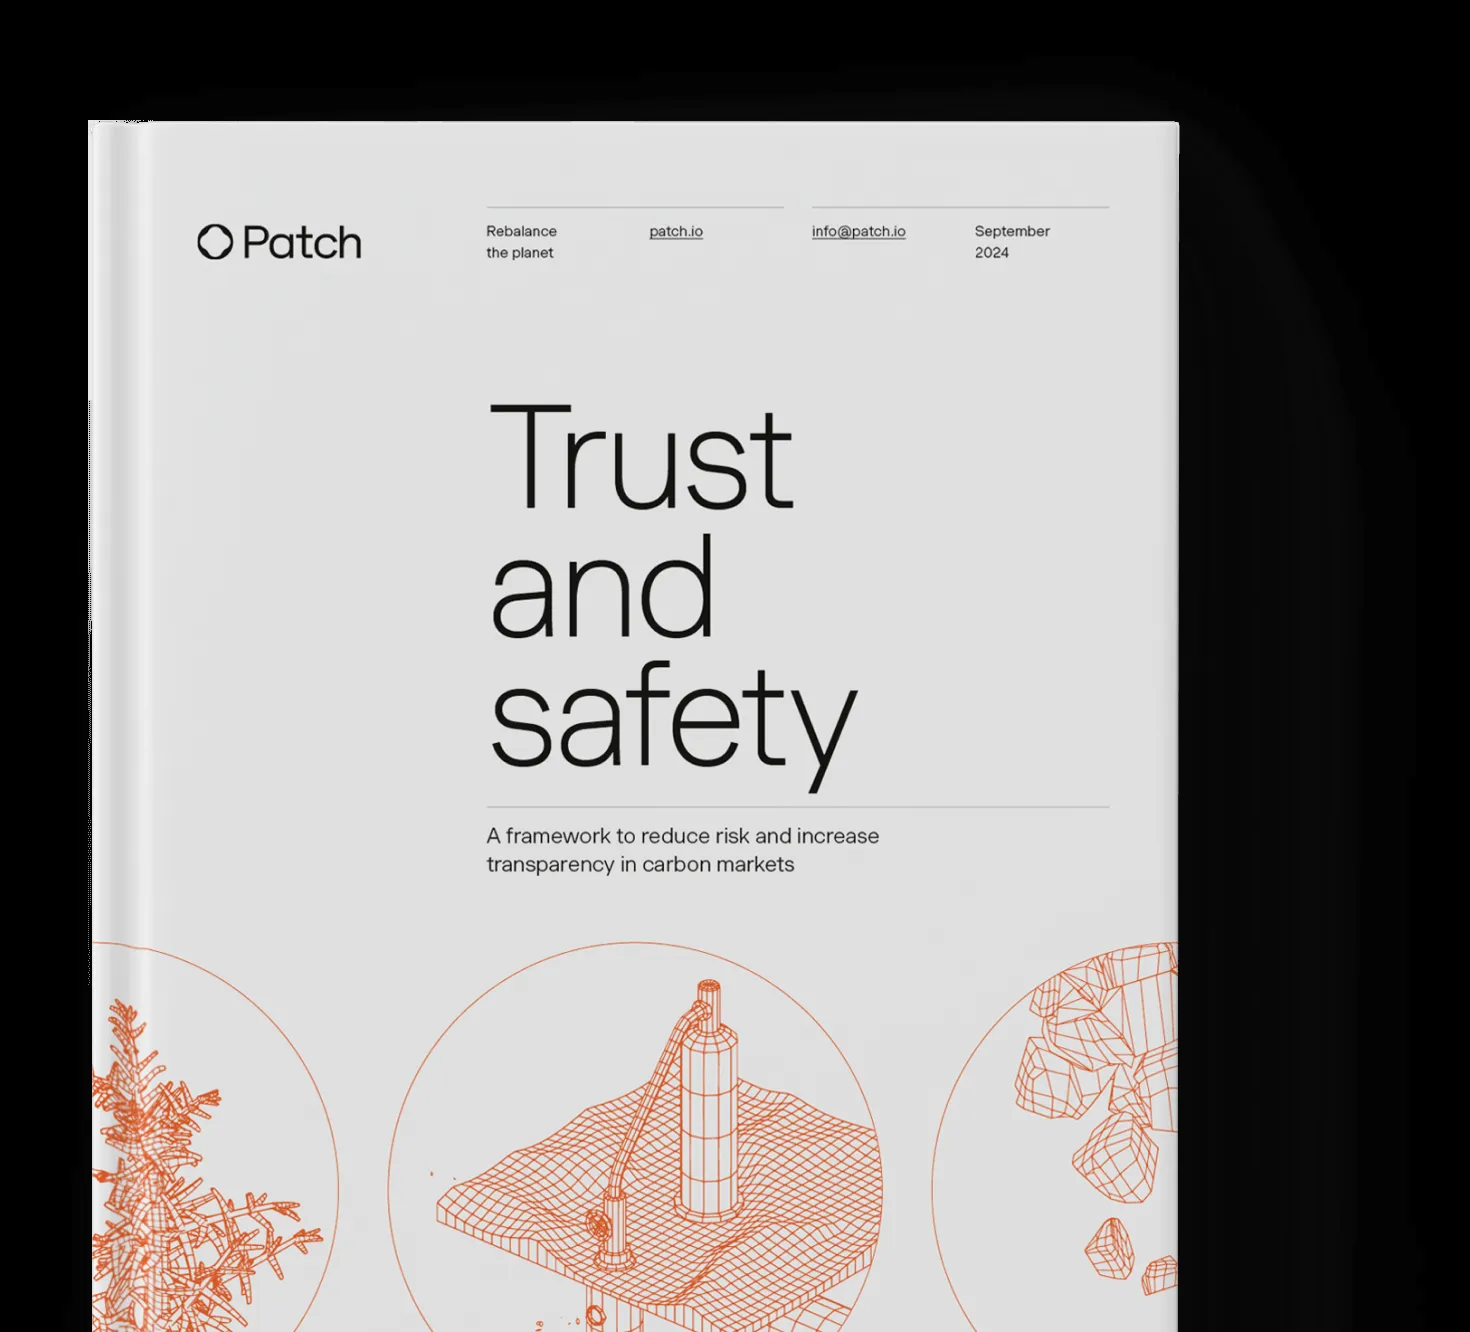 Patch
Rebalance
the planet
patch.io
info@patch.io
September
2024
Trust
and
safety
A framework to reduce risk and increase
transparency in carbon markets